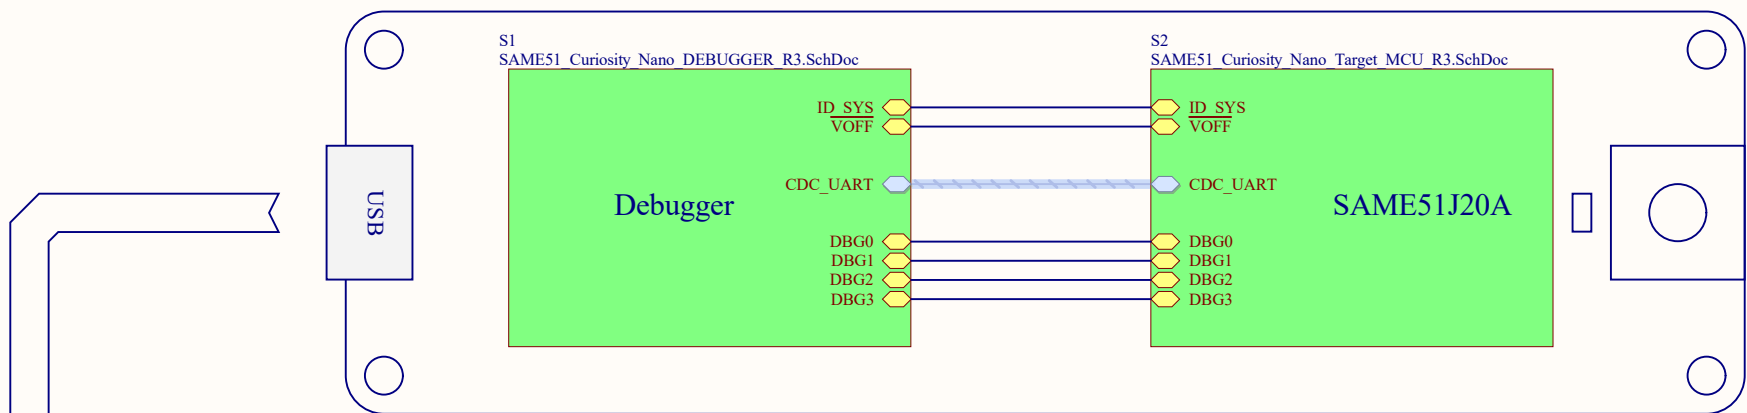 S1
SAME51_Curiosity_Nano_DEBUGGER_R3.SchDoc
S2
SAME51_Curiosity_Nano_Target_MCU_R3.SchDoc
USB
Debugger
ID_SYS
VOFF
CDC_UART
DBG0
DBG1
DBG2
DBG3
ID_SYS
VOFF
CDC_UART
SAME51J20A
DBG0
DBG1
DBG2
DBG3